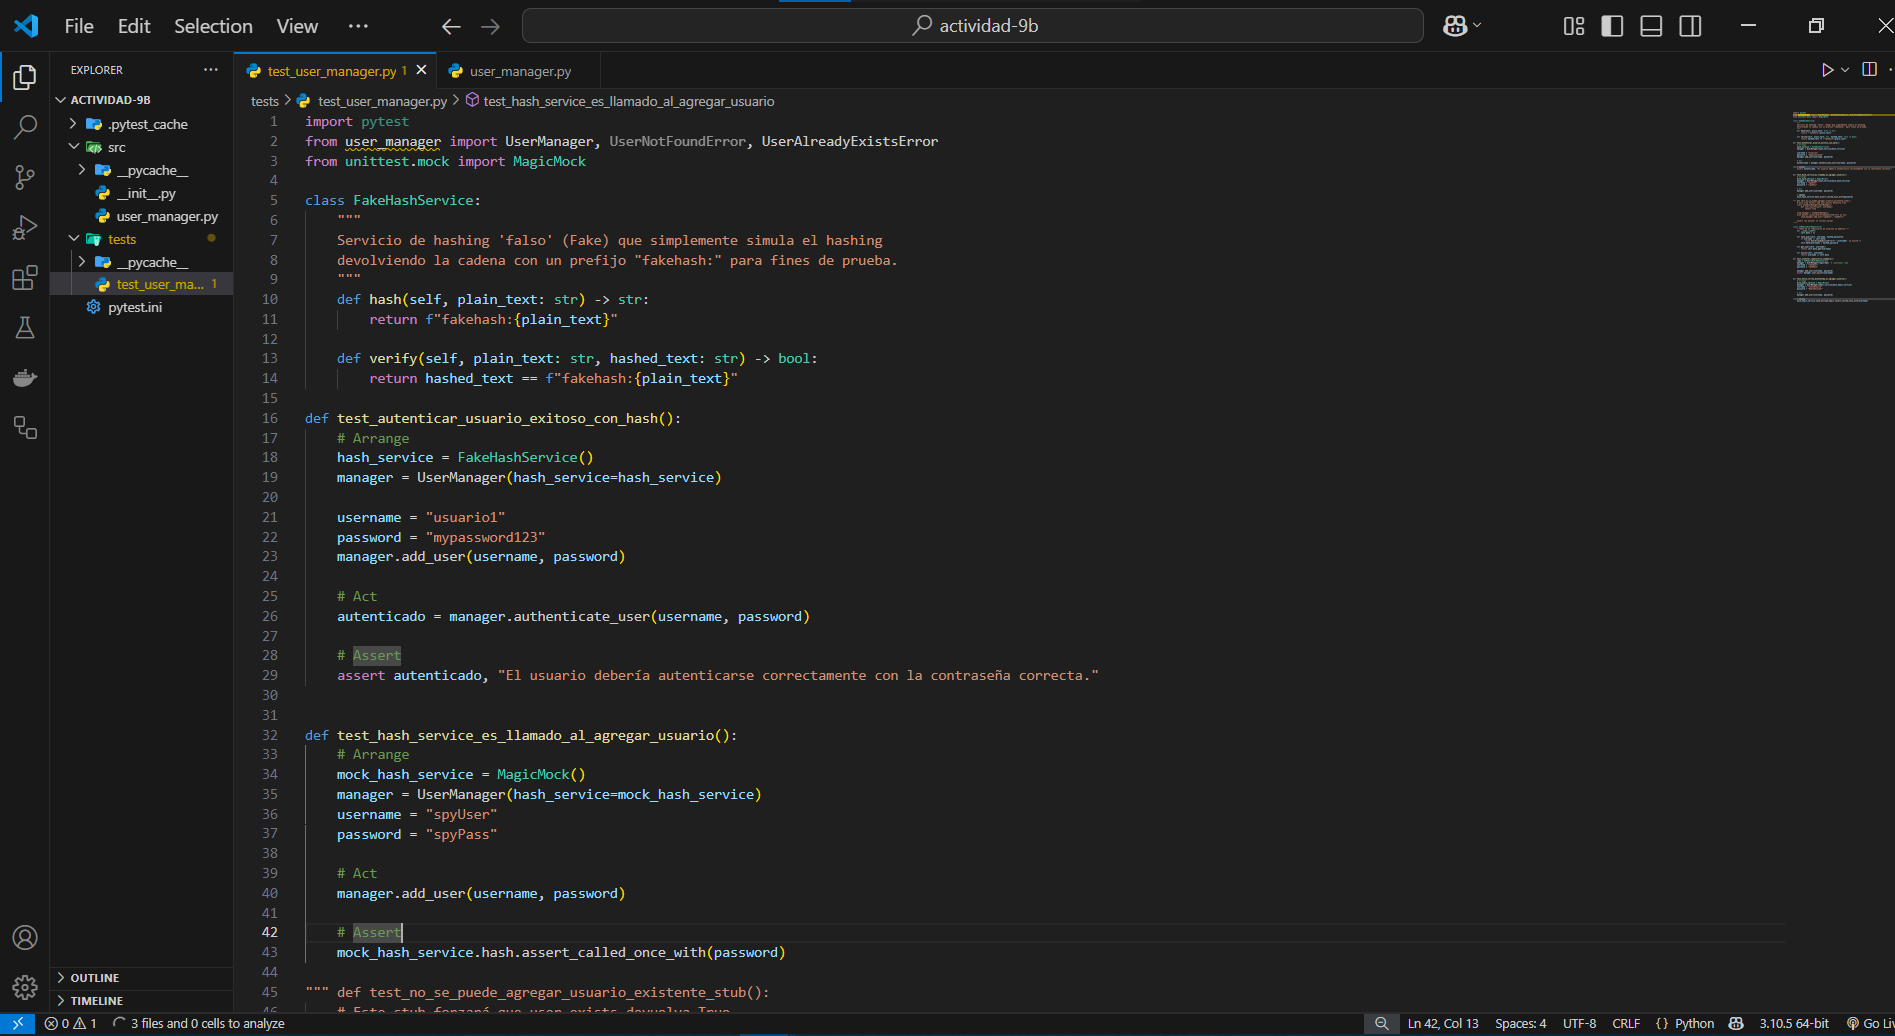 File Edit Selection View ··· actividad-9b
EXPLORER ···
ACTIVIDAD-9B
.pytest_cache
src
__pycache__
__init__.py
user_manager.py
tests
__pycache__
test_user_ma... 1
pytest.ini
OUTLINE
TIMELINE
test_user_manager.py 1 user_manager.py
tests > test_user_manager.py > test_hash_service_es_llamado_al_agregar_usuario
1 import pytest
2 from user_manager import UserManager, UserNotFoundError, UserAlreadyExistsError
3 from unittest.mock import MagicMock
4
5 class FakeHashService:
6     """
7     Servicio de hashing 'falso' (Fake) que simplemente simula el hashing
8     devolviendo la cadena con un prefijo "fakehash:" para fines de prueba.
9     """
10     def hash(self, plain_text: str) -> str:
11         return f"fakehash:{plain_text}"
12
13     def verify(self, plain_text: str, hashed_text: str) -> bool:
14         return hashed_text == f"fakehash:{plain_text}"
15
16 def test_autenticar_usuario_exitoso_con_hash():
17     # Arrange
18     hash_service = FakeHashService()
19     manager = UserManager(hash_service=hash_service)
20
21     username = "usuario1"
22     password = "mypassword123"
23     manager.add_user(username, password)
24
25     # Act
26     autenticado = manager.authenticate_user(username, password)
27
28     # Assert
29     assert autenticado, "El usuario debería autenticarse correctamente con la contraseña correcta."
30
31
32 def test_hash_service_es_llamado_al_agregar_usuario():
33     # Arrange
34     mock_hash_service = MagicMock()
35     manager = UserManager(hash_service=mock_hash_service)
36     username = "spyUser"
37     password = "spyPass"
38
39     # Act
40     manager.add_user(username, password)
41
42     # Assert
43     mock_hash_service.hash.assert_called_once_with(password)
44
45 """ def test_no_se_puede_agregar_usuario_existente_stub():
46     # Este stub forzará que user_exists devuelva True
0 1 3 files and 0 cells to analyze Ln 42, Col 13 Spaces: 4 UTF-8 CRLF {} Python 3.10.5 64-bit Go Li